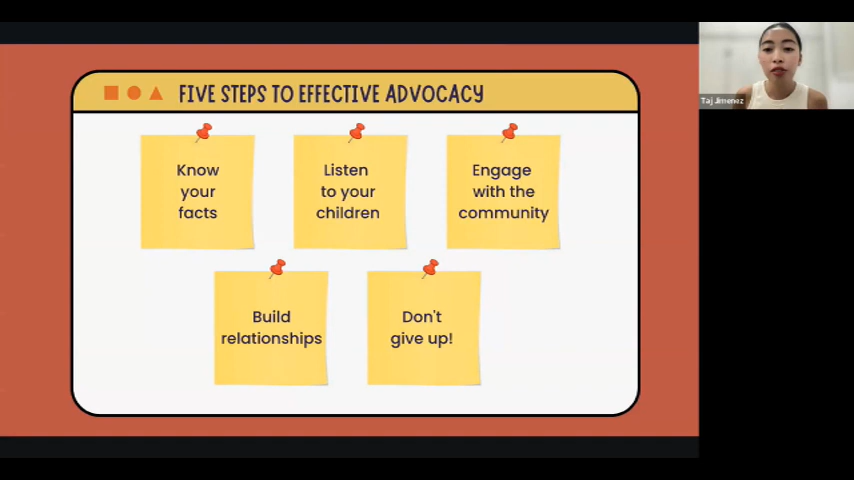 FIVE STEPS TO EFFECTIVE ADVOCACY
Know
your
facts
Listen
to your
children
Engage
with the
community
Build
relationships
Don't
give up!
Taj Jimenez